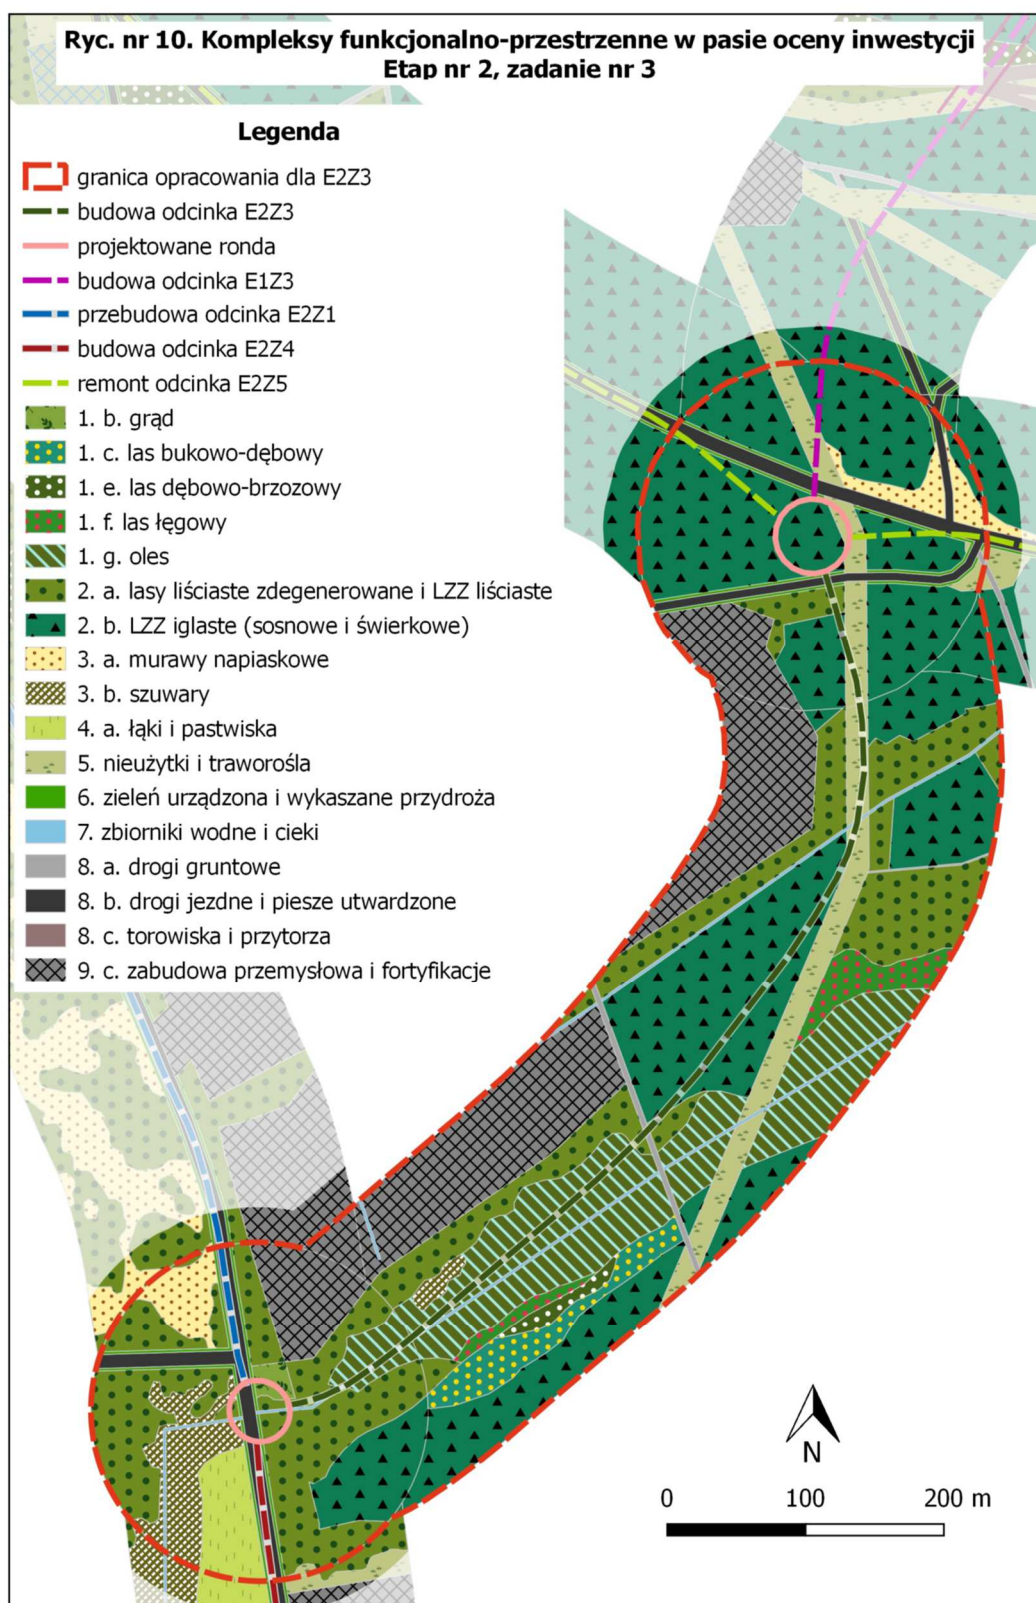 Ryc. nr 10. Kompleksy funkcjonalno-przestrzenne w pasie oceny inwestycji
Etap nr 2, zadanie nr 3
Legenda
granica opracowania dla E2Z3
budowa odcinka E2Z3
projektowane ronda
budowa odcinka E1Z3
przebudowa odcinka E2Z1
budowa odcinka E2Z4
remont odcinka E2Z5
1. b. grąd
1. c. las bukowo-dębowy
1. e. las dębowo-brzozowy
1. f. las łęgowy
1. g. oles
2. a. lasy liściaste zdegenerowane i LZZ liściaste
2. b. LZZ iglaste (sosnowe i świerkowe)
3. a. murawy napiaskowe
3. b. szuwary
4. a. łąki i pastwiska
5. nieużytki i traworośla
6. zieleń urządzona i wykaszane przydroża
7. zbiorniki wodne i cieki
8. a. drogi gruntowe
8. b. drogi jezdne i piesze utwardzone
8. c. torowiska i przytorza
9. c. zabudowa przemysłowa i fortyfikacje
N
0 100 200 m